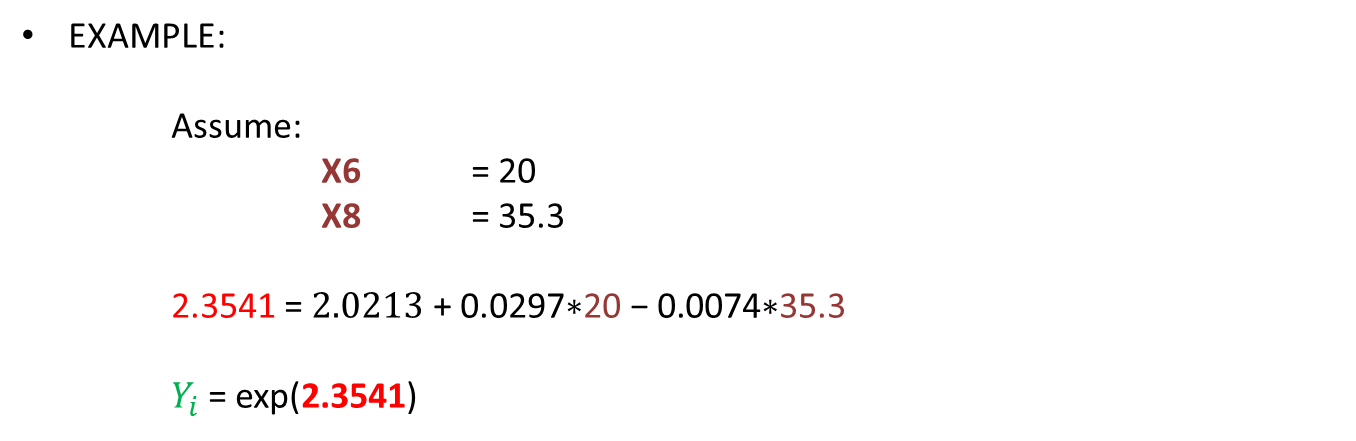 • EXAMPLE:
Assume:
X6 = 20
X8 = 35.3
2.3541 = 2.0213 + 0.0297*20 − 0.0074*35.3
Yᵢ = exp(2.3541)